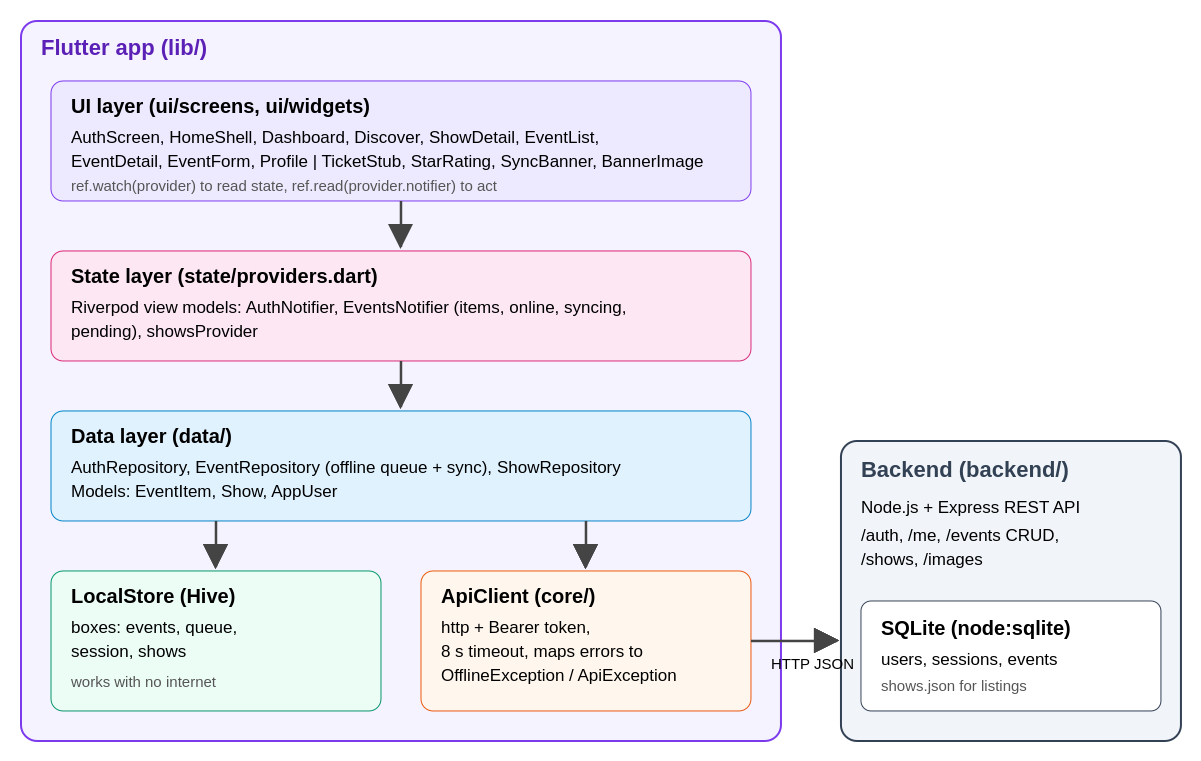 Flutter app (lib/)
UI layer (ui/screens, ui/widgets)
AuthScreen, HomeShell, Dashboard, Discover, ShowDetail, EventList,
EventDetail, EventForm, Profile | TicketStub, StarRating, SyncBanner, BannerImage
ref.watch(provider) to read state, ref.read(provider.notifier) to act
State layer (state/providers.dart)
Riverpod view models: AuthNotifier, EventsNotifier (items, online, syncing,
pending), showsProvider
Data layer (data/)
AuthRepository, EventRepository (offline queue + sync), ShowRepository
Models: EventItem, Show, AppUser
LocalStore (Hive)
boxes: events, queue,
session, shows
works with no internet
ApiClient (core/)
http + Bearer token,
8 s timeout, maps errors to
OfflineException / ApiException
HTTP JSON
Backend (backend/)
Node.js + Express REST API
/auth, /me, /events CRUD,
/shows, /images
SQLite (node:sqlite)
users, sessions, events
shows.json for listings